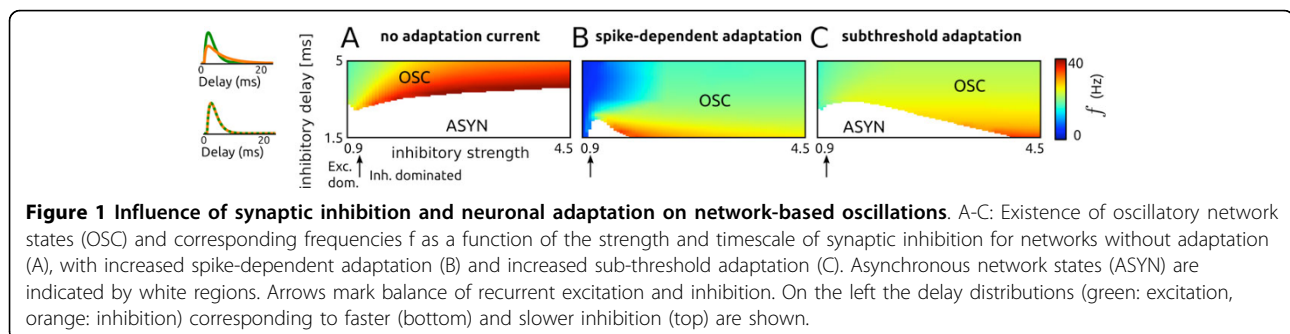 A no adaptation current
B spike-dependent adaptation
C subthreshold adaptation
0 20
Delay (ms)
0 20
Delay (ms)
inhibitory delay [ms]
5
1.5
OSC
ASYN
0.9 inhibitory strength 4.5
Exc. dom.
Inh. dominated
OSC
0.9 4.5
OSC
ASYN
0.9 4.5
40
0
f (Hz)
Figure 1 Influence of synaptic inhibition and neuronal adaptation on network-based oscillations. A-C: Existence of oscillatory network
states (OSC) and corresponding frequencies f as a function of the strength and timescale of synaptic inhibition for networks without adaptation
(A), with increased spike-dependent adaptation (B) and increased sub-threshold adaptation (C). Asynchronous network states (ASYN) are
indicated by white regions. Arrows mark balance of recurrent excitation and inhibition. On the left the delay distributions (green: excitation,
orange: inhibition) corresponding to faster (bottom) and slower inhibition (top) are shown.